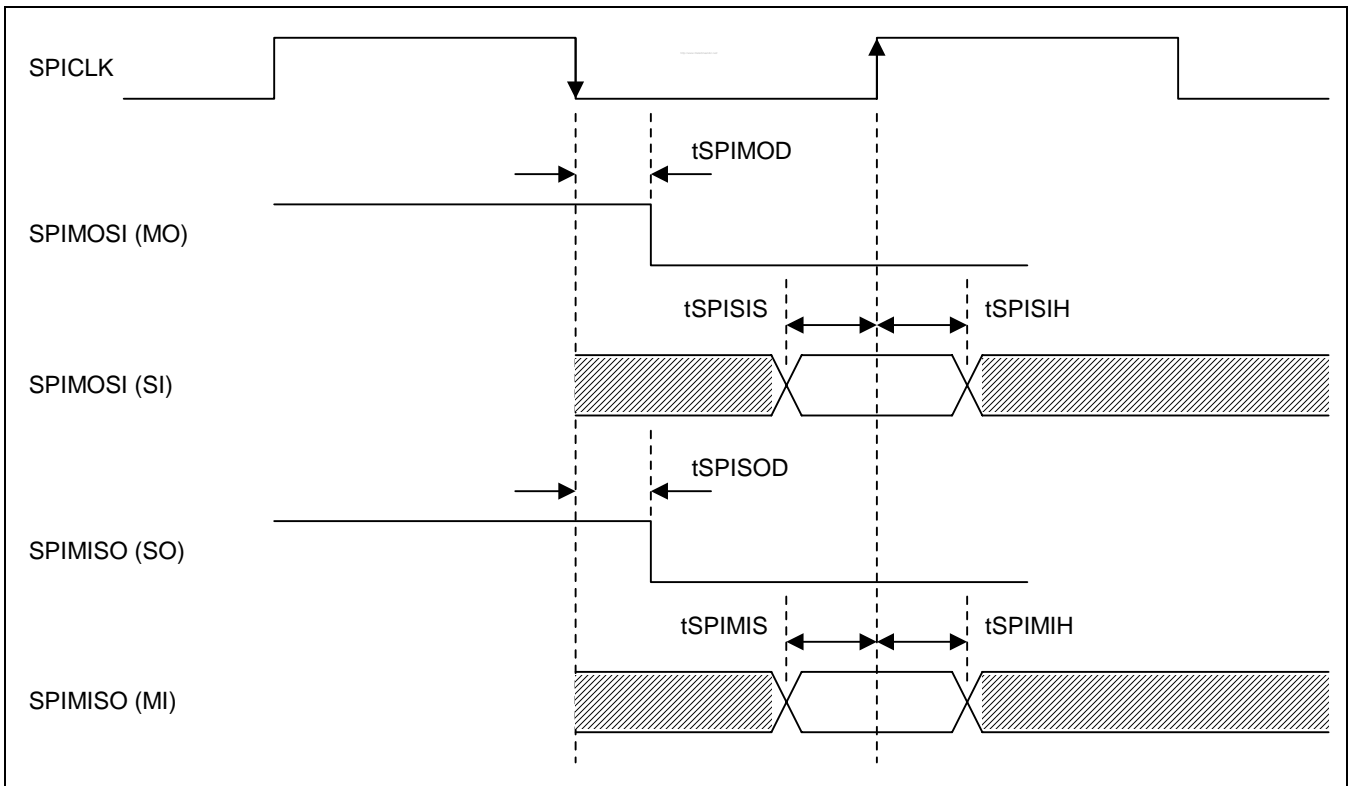 SPICLK
tSPIMOD
SPIMOSI (MO)
tSPISIS
tSPISIH
SPIMOSI (SI)
tSPISOD
SPIMISO (SO)
tSPIMIS
tSPIMIH
SPIMISO (MI)